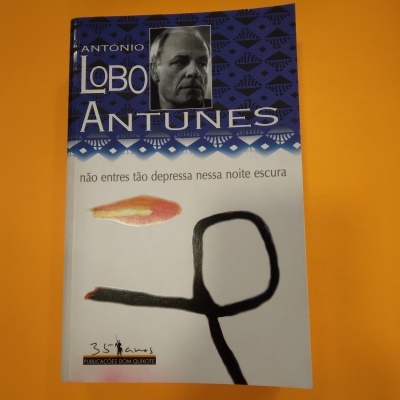 ANTÓNIO
LOBO
ANTUNES
não entres tão depressa nessa noite escura
35 anos
PUBLICAÇÕES DOM QUIXOTE